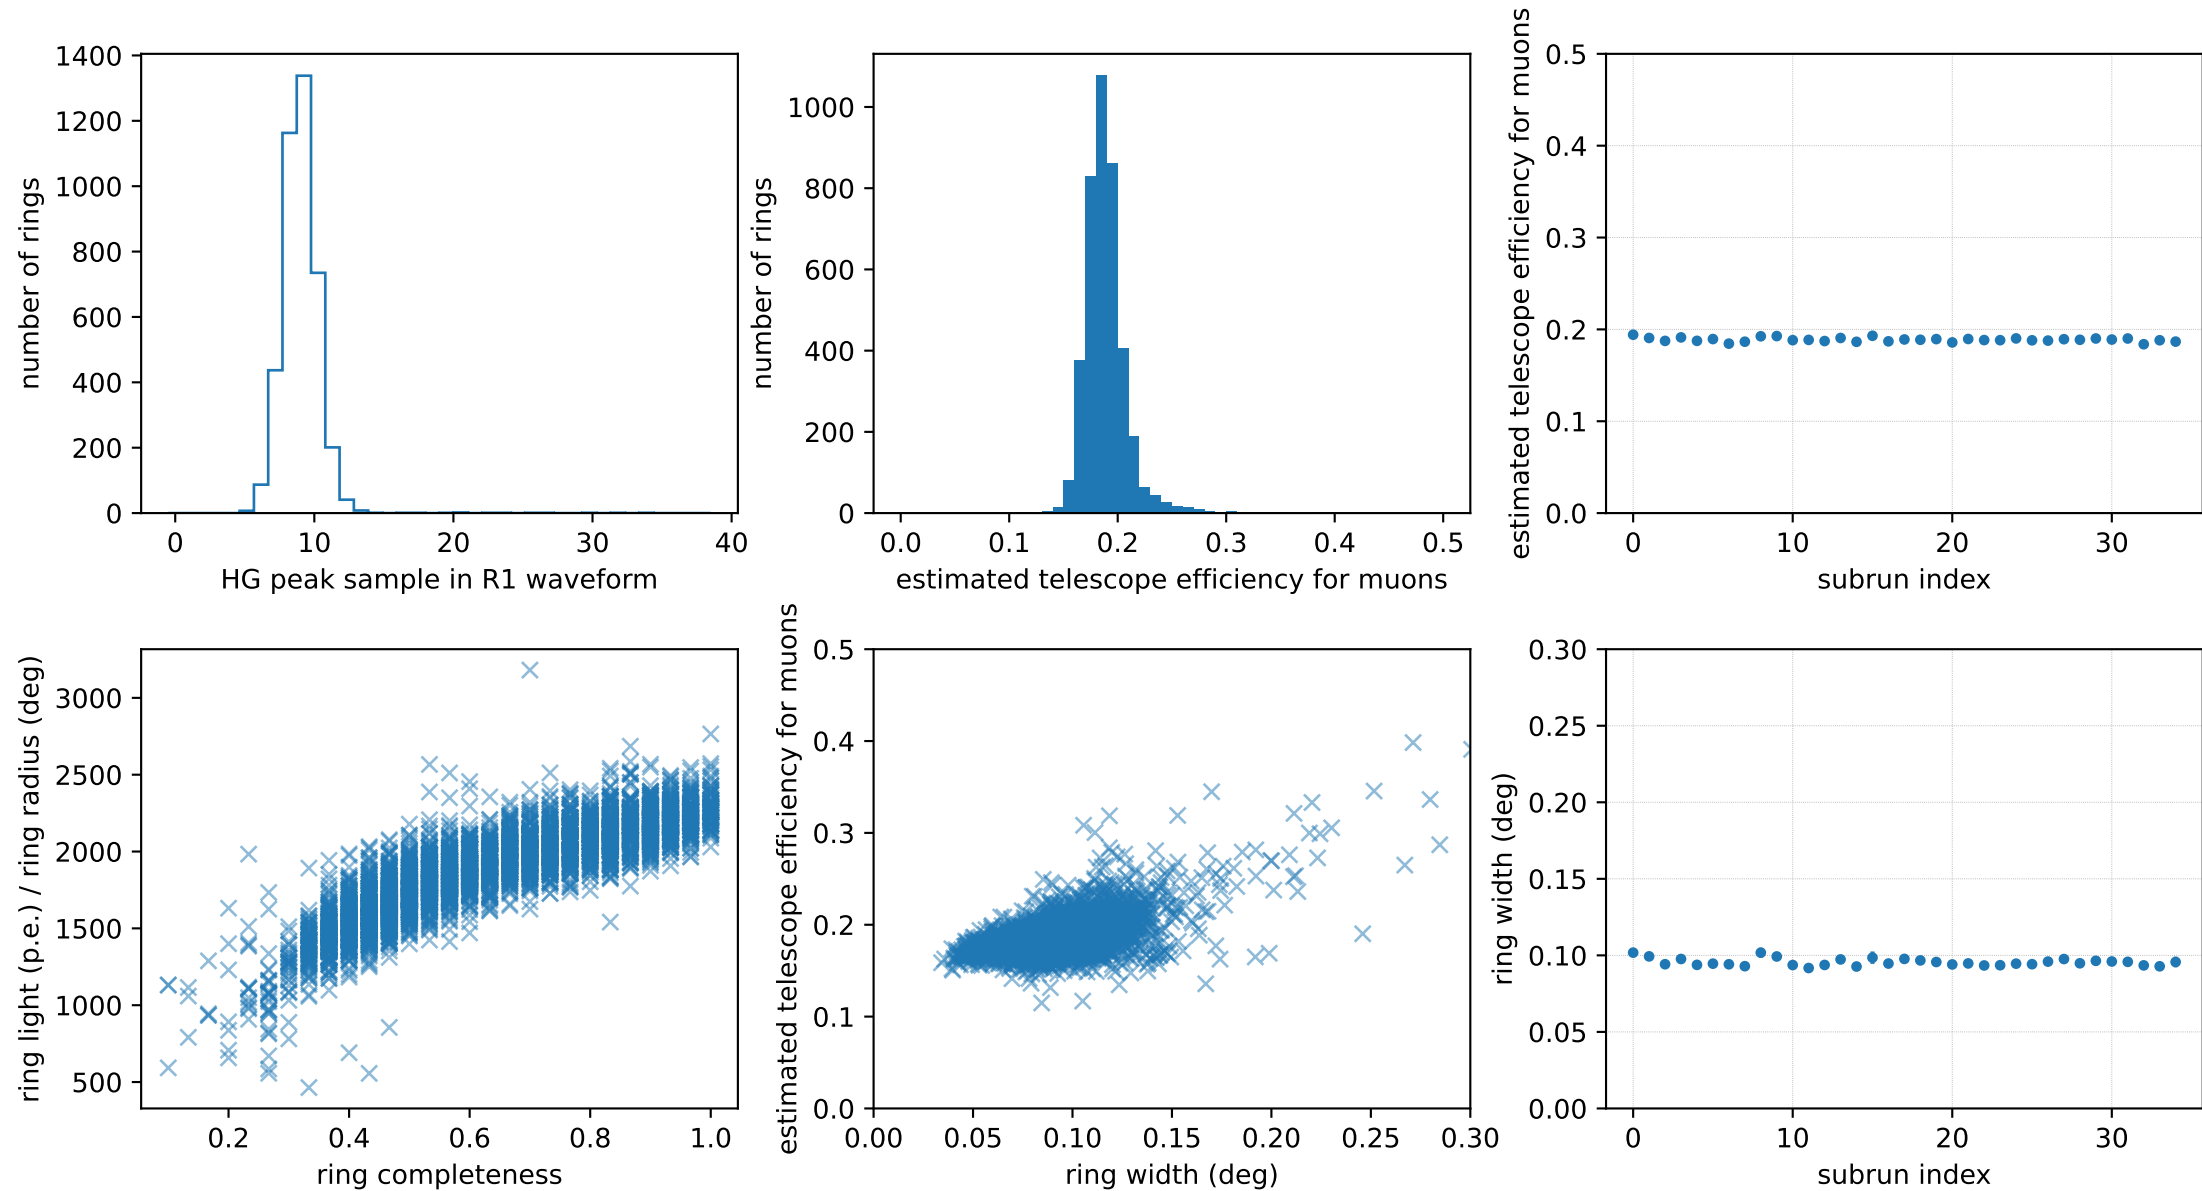 number of rings
1400
1200
1000
800
600
400
200
0
0 10 20 30 40
HG peak sample in R1 waveform
number of rings
1000
800
600
400
200
0
0.0 0.1 0.2 0.3 0.4 0.5
estimated telescope efficiency for muons
estimated telescope efficiency for muons
0.5
0.4
0.3
0.2
0.1
0.0
0 10 20 30
subrun index
ring light (p.e.) / ring radius (deg)
3000
2500
2000
1500
1000
500
0.2 0.4 0.6 0.8 1.0
ring completeness
estimated telescope efficiency for muons
0.5
0.4
0.3
0.2
0.1
0.0
0.00 0.05 0.10 0.15 0.20 0.25 0.30
ring width (deg)
ring width (deg)
0.30
0.25
0.20
0.15
0.10
0.05
0.00
0 10 20 30
subrun index